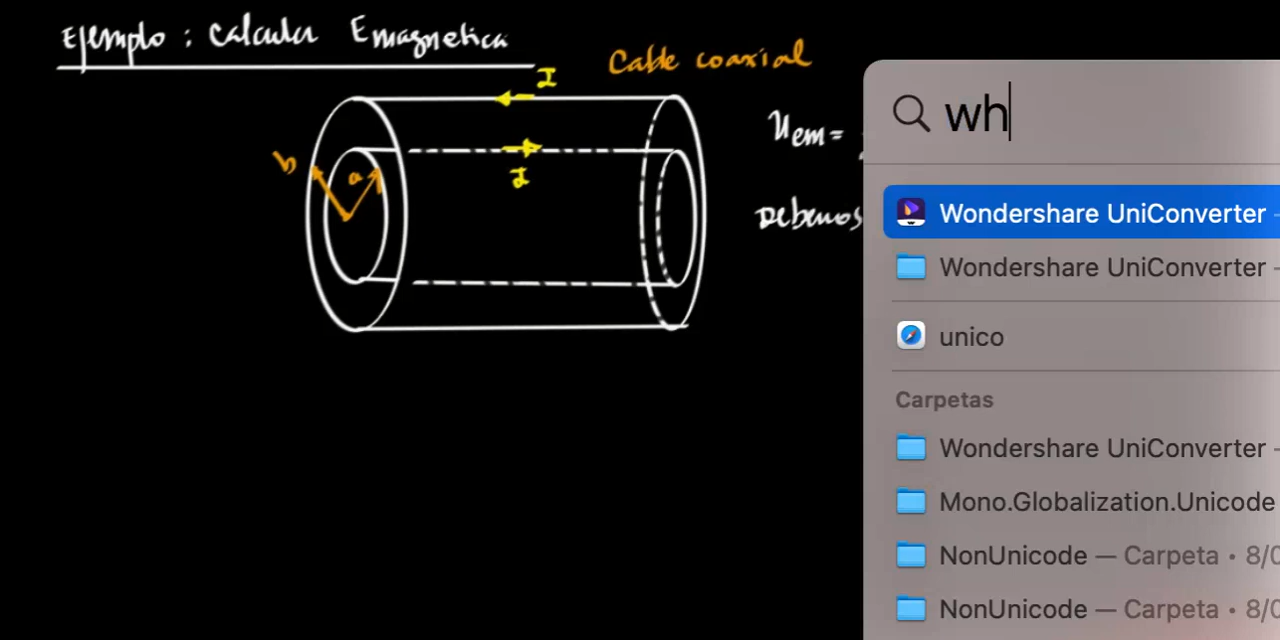 Ejemplo : Calcular Emagnetica
Cable coaxial
I
I
b
a
Uem =
Debemos
wh
Wondershare UniConverter –
Wondershare UniConverter –
unico
Carpetas
Wondershare UniConverter –
Mono.Globalization.Unicode
NonUnicode — Carpeta • 8/0
NonUnicode — Carpeta • 8/0